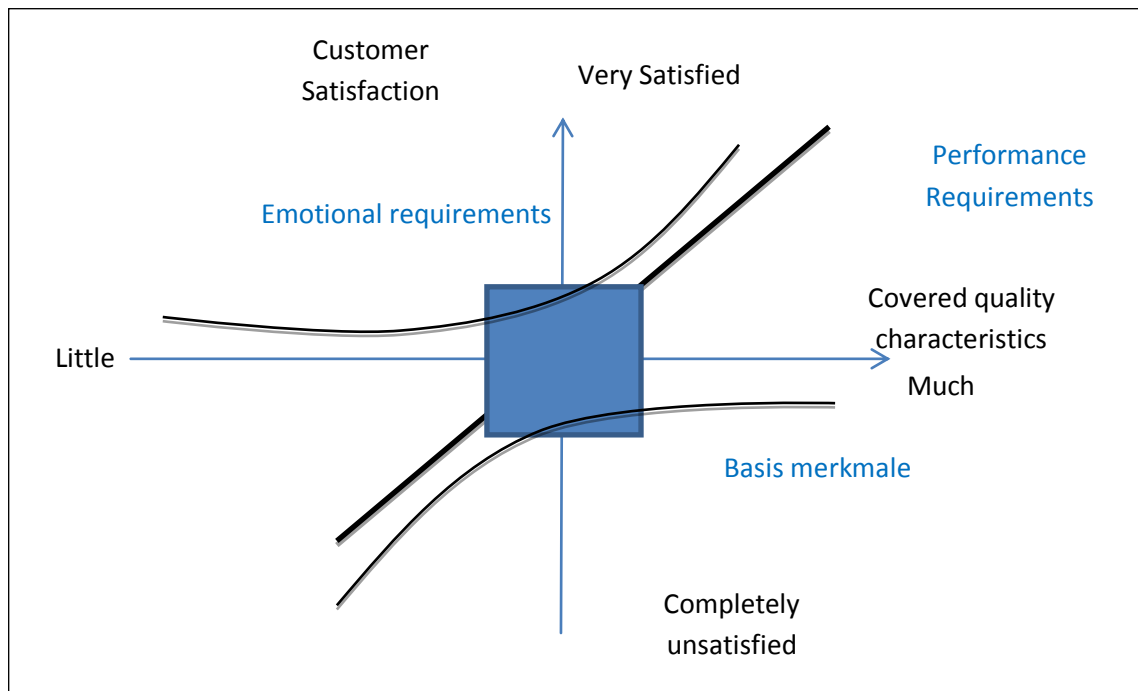 Customer
Satisfaction
Very Satisfied
Performance
Requirements
Emotional requirements
Covered quality
characteristics
Little
Much
Basis merkmale
Completely
unsatisfied